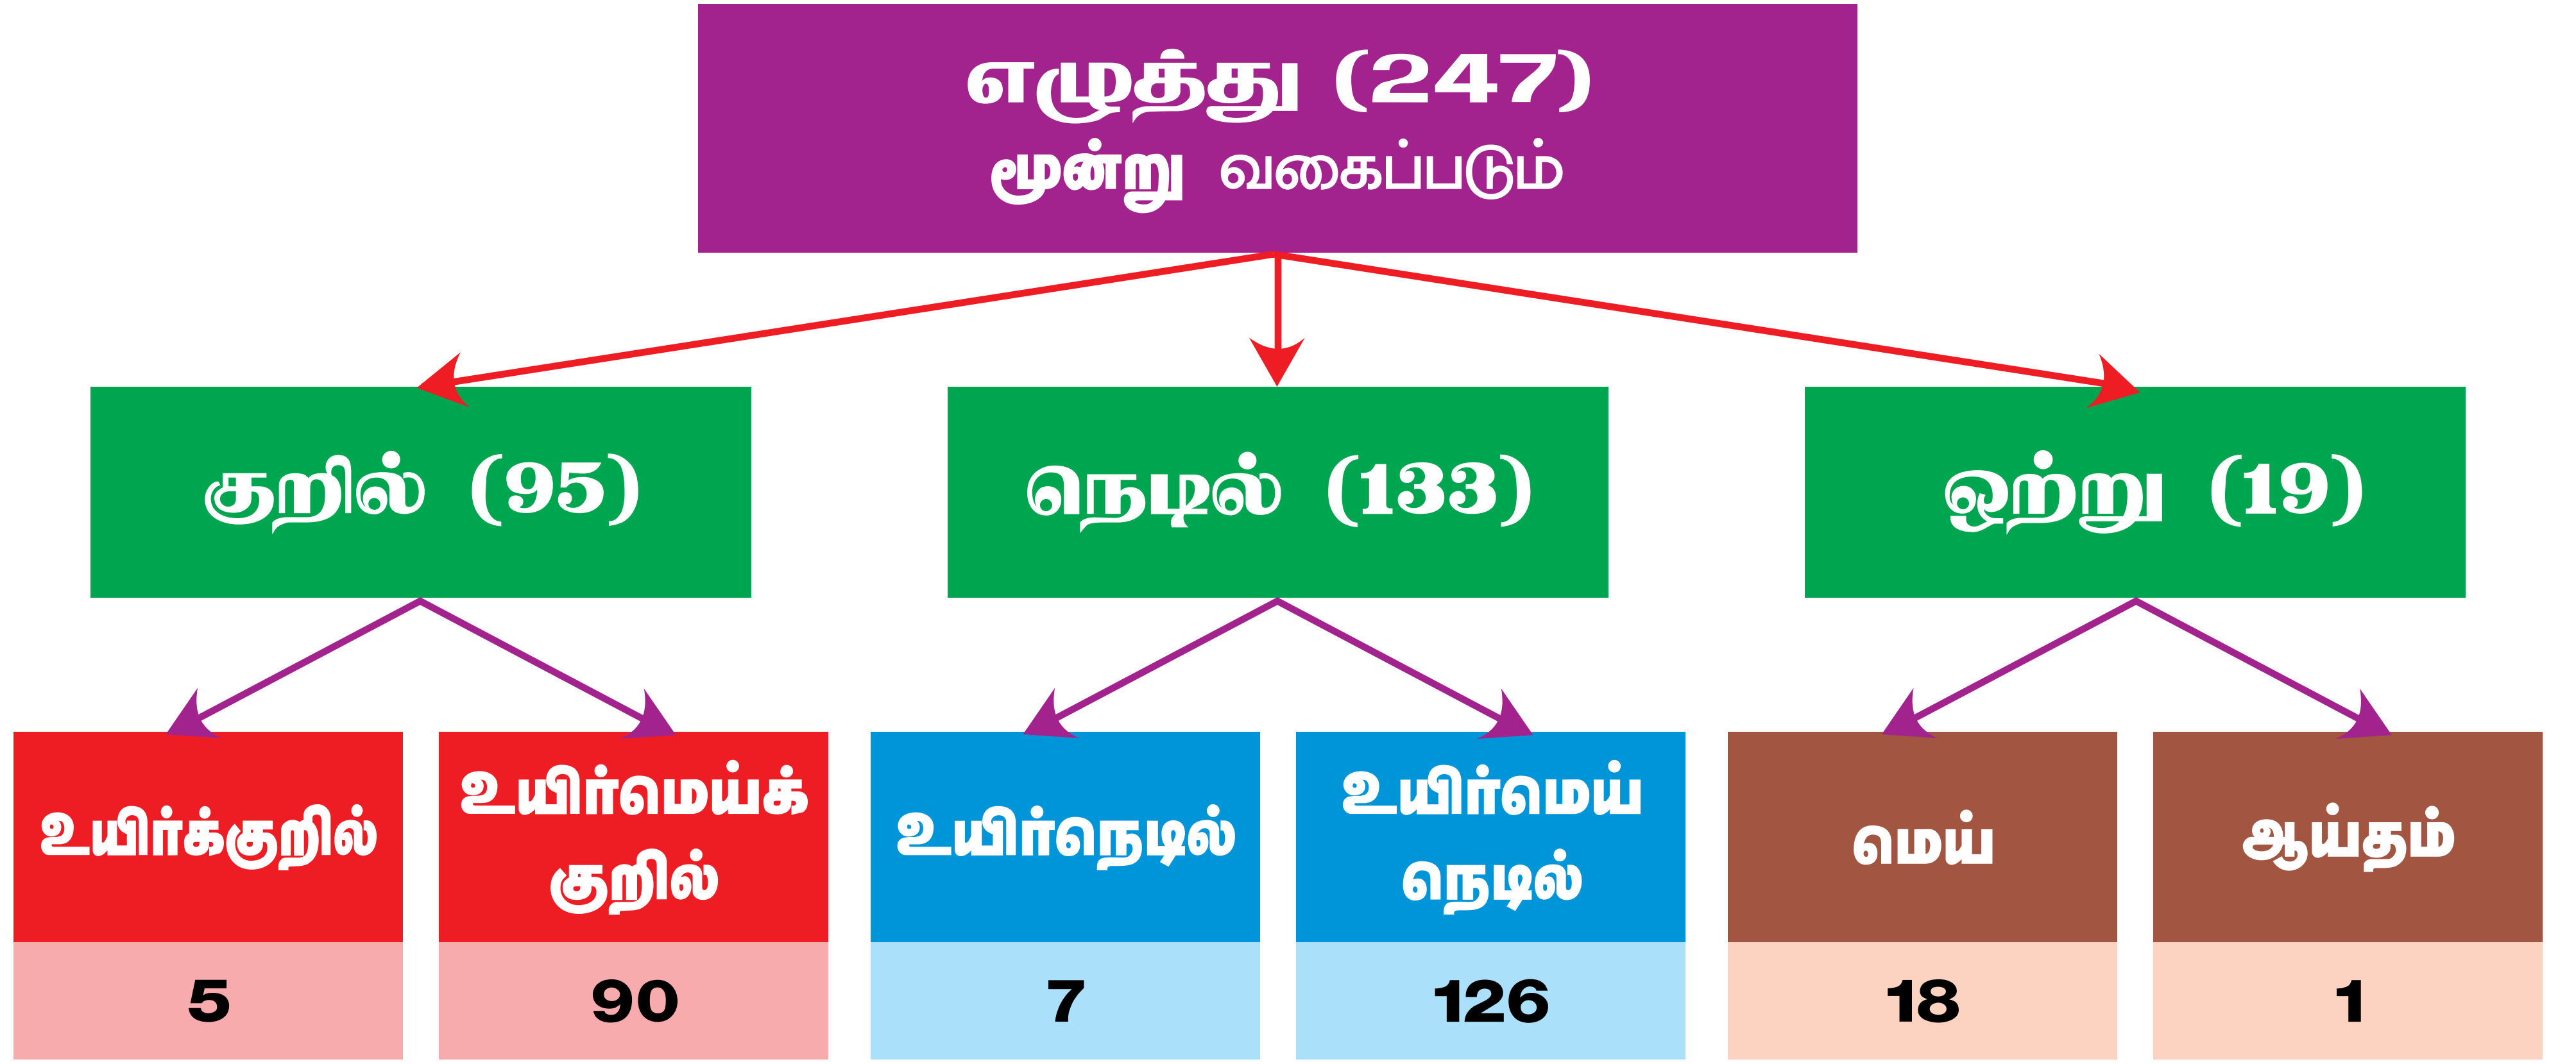 எழுத்து (247)
மூன்று வகைப்படும்
குறில் (95)
நெடில் (133)
ஒற்று (19)
உயிர்க்குறில்
5
உயிர்மெய்க்
குறில்
90
உயிர்நெடில்
7
உயிர்மெய்
நெடில்
126
மெய்
18
ஆய்தம்
1